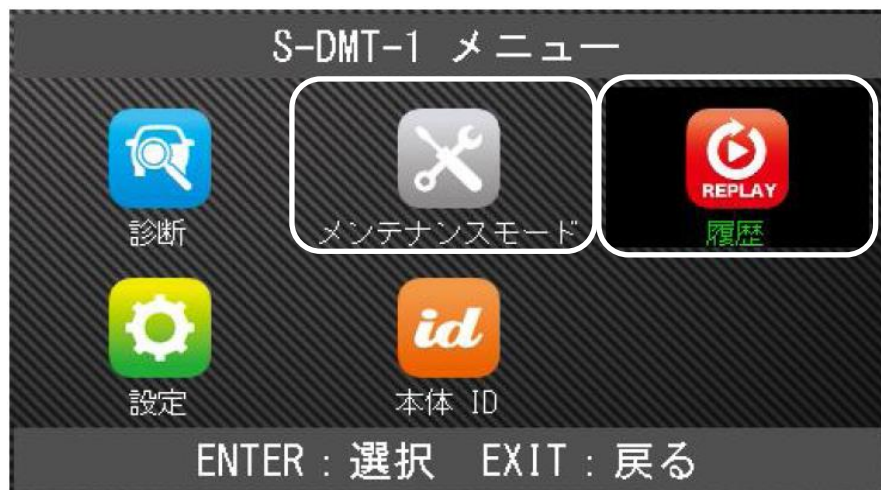 S-DMT-1 メニュー
診断
メンテナンスモード
REPLAY
履歴
設定
id
本体 ID
ENTER：選択 EXIT：戻る